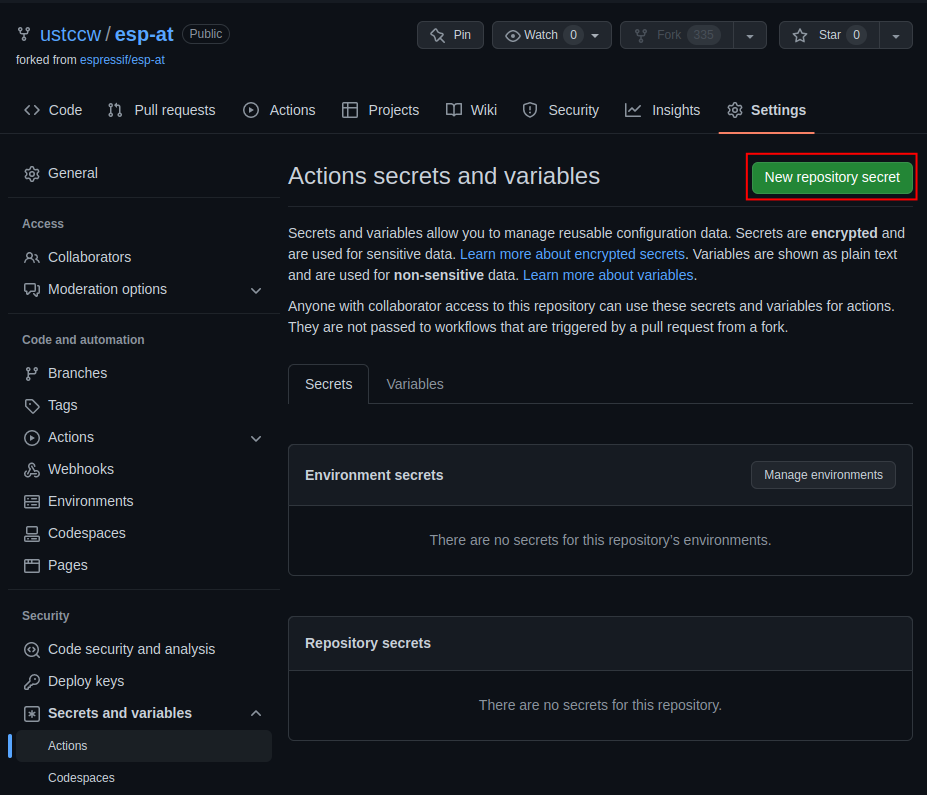 ustccw / esp-at Public
Pin
Watch 0
Fork 335
Star 0
forked from espressif/esp-at
Code
Pull requests
Actions
Projects
Wiki
Security
Insights
Settings
General
Access
Collaborators
Moderation options
Code and automation
Branches
Tags
Actions
Webhooks
Environments
Codespaces
Pages
Security
Code security and analysis
Deploy keys
Secrets and variables
Actions
Codespaces
Actions secrets and variables
New repository secret
Secrets and variables allow you to manage reusable configuration data. Secrets are encrypted and
are used for sensitive data. Learn more about encrypted secrets. Variables are shown as plain text
and are used for non-sensitive data. Learn more about variables.
Anyone with collaborator access to this repository can use these secrets and variables for actions.
They are not passed to workflows that are triggered by a pull request from a fork.
Secrets
Variables
Environment secrets
Manage environments
There are no secrets for this repository's environments.
Repository secrets
There are no secrets for this repository.